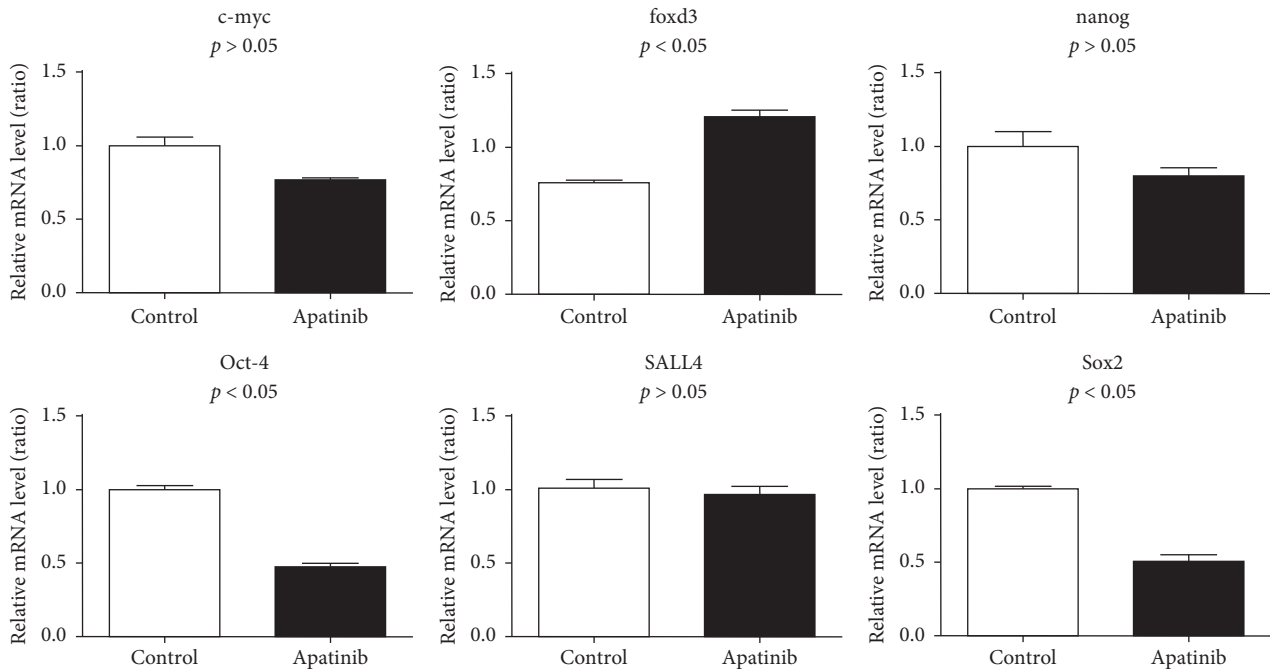 c-myc
p > 0.05
Relative mRNA level (ratio)
1.5
1.0
0.5
0.0
Control Apatinib
foxd3
p < 0.05
Relative mRNA level (ratio)
1.5
1.0
0.5
0.0
Control Apatinib
nanog
p > 0.05
Relative mRNA level (ratio)
1.5
1.0
0.5
0.0
Control Apatinib
Oct-4
p < 0.05
Relative mRNA level (ratio)
1.5
1.0
0.5
0.0
Control Apatinib
SALL4
p > 0.05
Relative mRNA level (ratio)
1.5
1.0
0.5
0.0
Control Apatinib
Sox2
p < 0.05
Relative mRNA level (ratio)
1.5
1.0
0.5
0.0
Control Apatinib